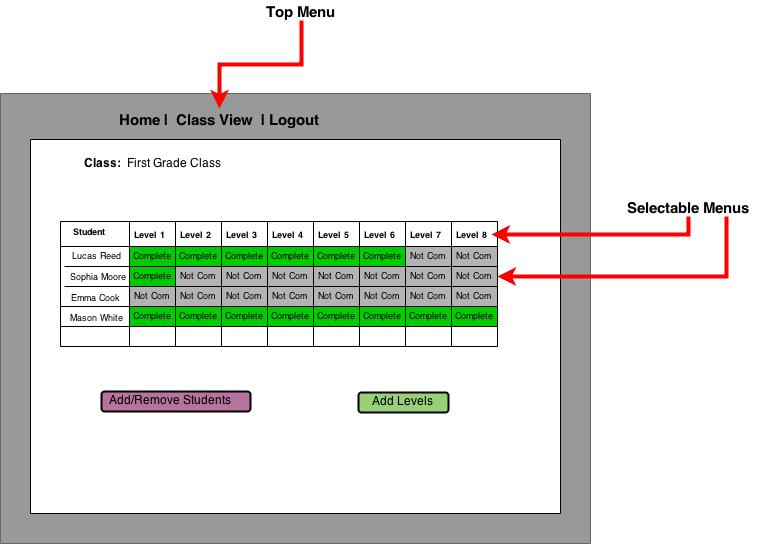 Top Menu
Home | Class View | Logout
Class: First Grade Class
Selectable Menus
Student Level 1 Level 2 Level 3 Level 4 Level 5 Level 6 Level 7 Level 8
Lucas Reed Complete Complete Complete Complete Complete Complete Not Com Not Com
Sophia Moore Complete Not Com Not Com Not Com Not Com Not Com Not Com Not Com
Emma Cook Not Com Not Com Not Com Not Com Not Com Not Com Not Com Not Com
Mason White Complete Complete Complete Complete Complete Complete Complete Complete
Add/Remove Students Add Levels